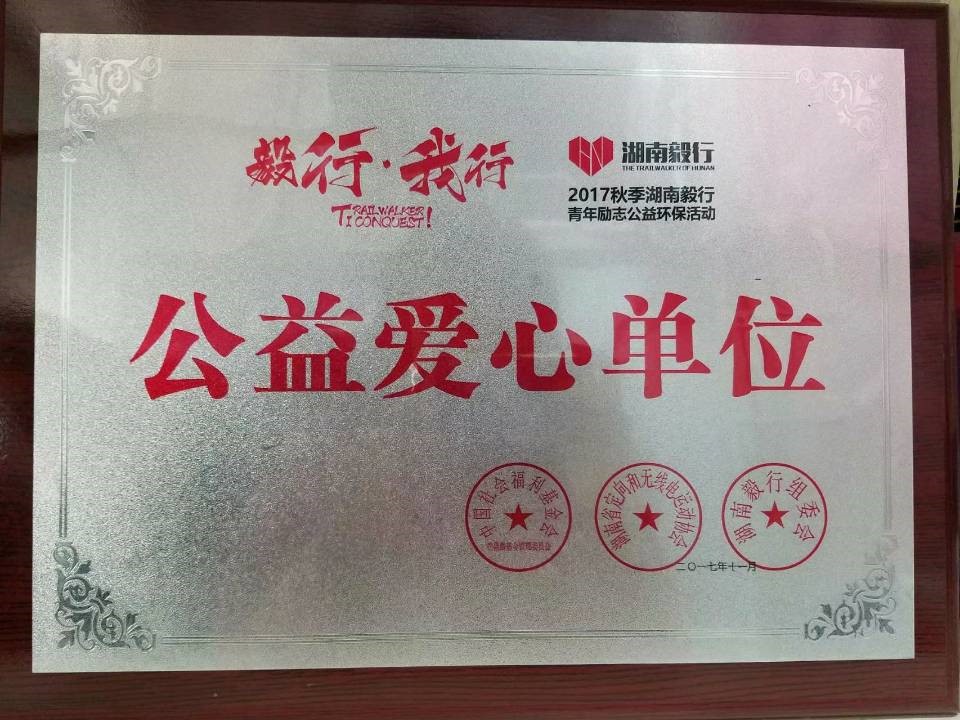 毅行·我行
TRAILWALKER
I CONQUEST!
湖南毅行
THE TRAILWALKER OF HUNAN
2017秋季湖南毅行
青年励志公益环保活动
公益爱心单位
中国社会福利基金会
湖南省定向和无线电运动协会
湖南毅行组委会
二〇一七年十一月